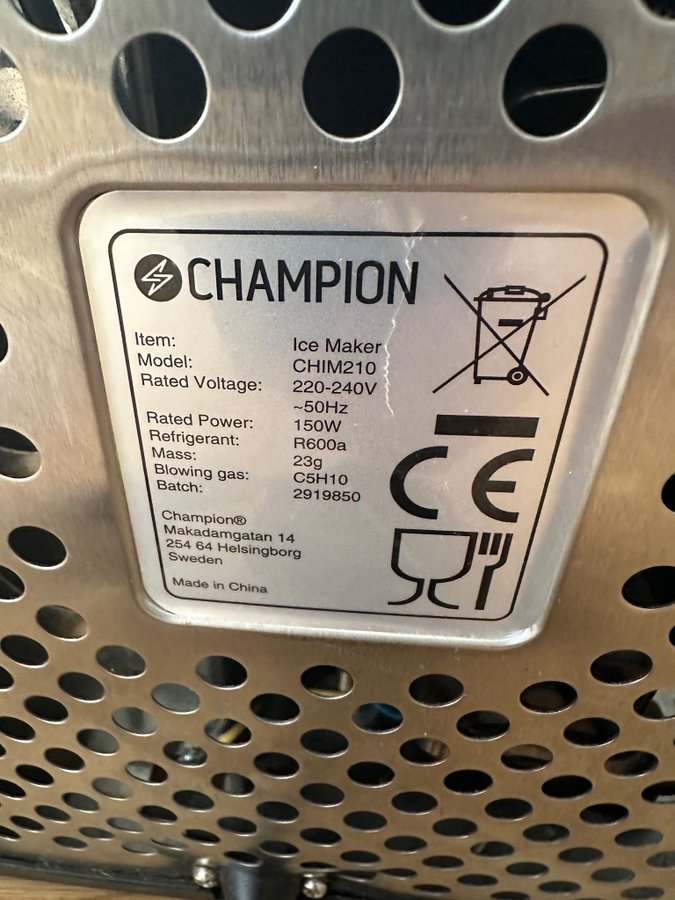 CHAMPION
Item: Ice Maker
Model: CHIM210
Rated Voltage: 220-240V
~50Hz
Rated Power: 150W
Refrigerant: R600a
Mass: 23g
Blowing gas: C5H10
Batch: 2919850
Champion®
Makadamgatan 14
254 64 Helsingborg
Sweden
Made in China
CE